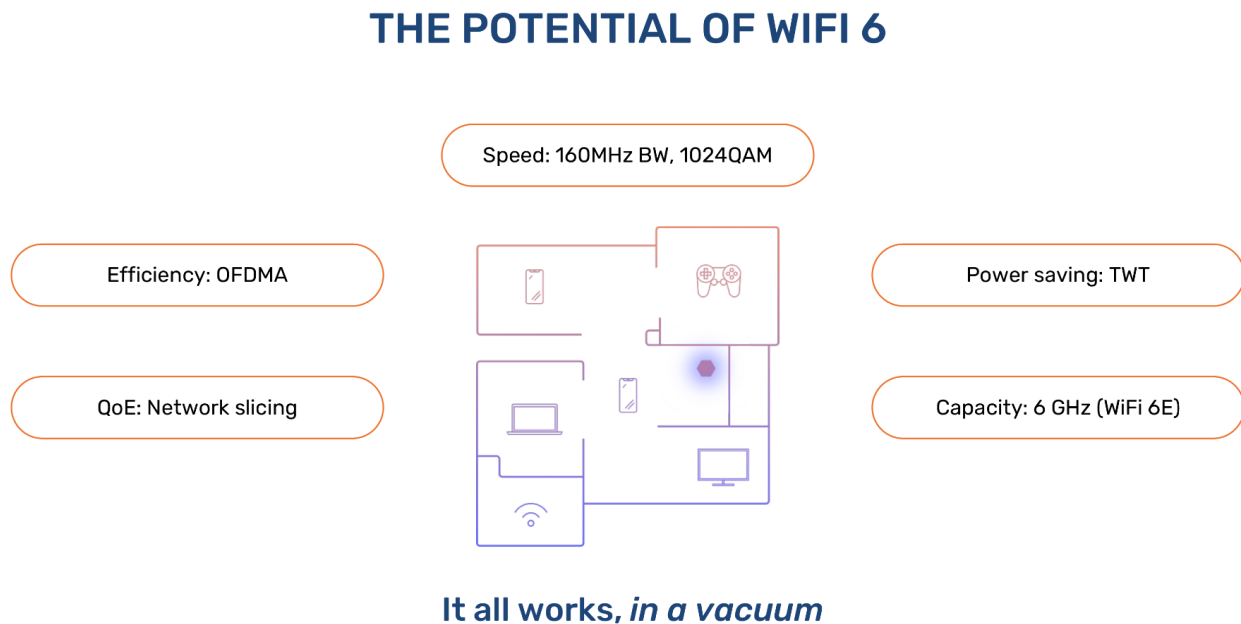 THE POTENTIAL OF WIFI 6
Speed: 160MHz BW, 1024QAM
Efficiency: OFDMA
Power saving: TWT
QoE: Network slicing
Capacity: 6 GHz (WiFi 6E)
It all works, in a vacuum